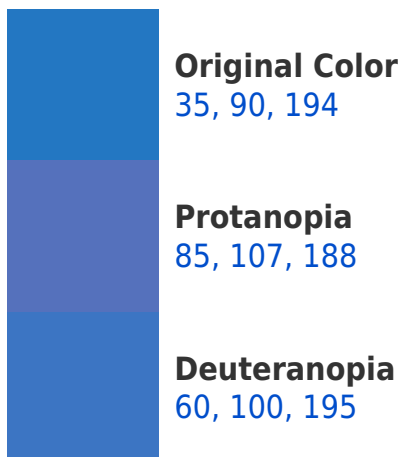 Original Color
35, 90, 194
Protanopia
85, 107, 188
Deuteranopia
60, 100, 195